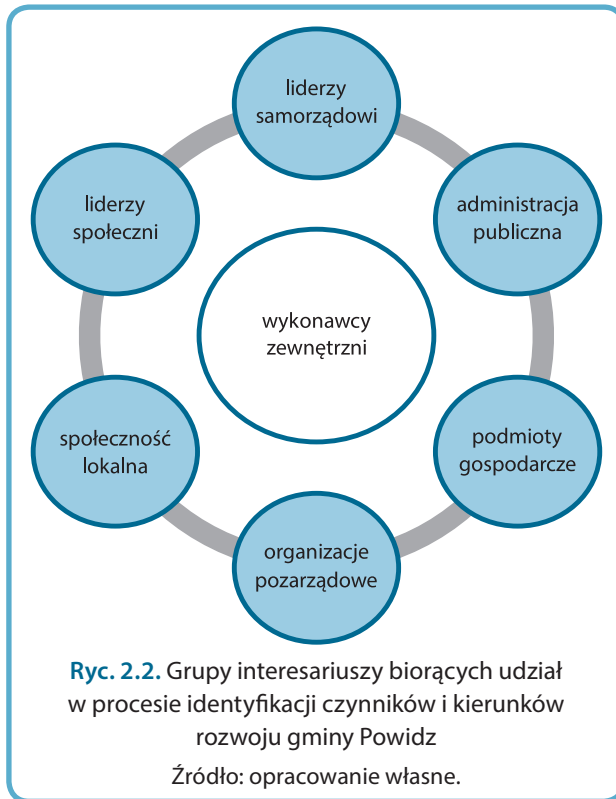 liderzy
samorządowi
liderzy
społeczni
administracja
publiczna
wykonawcy
zewnętrzni
społeczność
lokalna
podmioty
gospodarcze
organizacje
pozarządowe
Ryc. 2.2. Grupy interesariuszy biorących udział
w procesie identyfikacji czynników i kierunków
rozwoju gminy Powidz
Źródło: opracowanie własne.